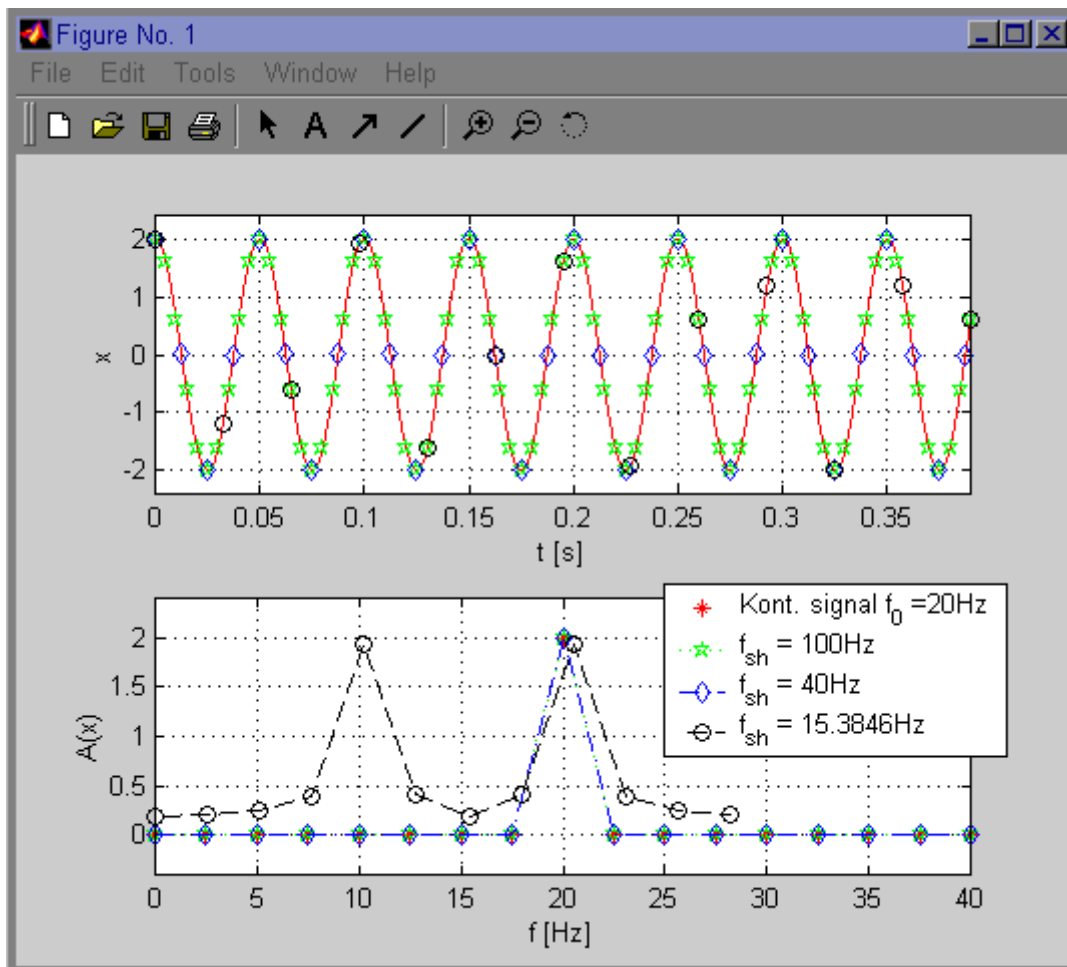 Figure No. 1
File Edit Tools Window Help
A
2
1
0
-1
-2
x
0 0.05 0.1 0.15 0.2 0.25 0.3 0.35
t [s]
2
1.5
1
0.5
0
A(x)
0 5 10 15 20 25 30 35 40
f [Hz]
Kont. signal f0 =20Hz
fsh = 100Hz
fsh = 40Hz
fsh = 15.3846Hz